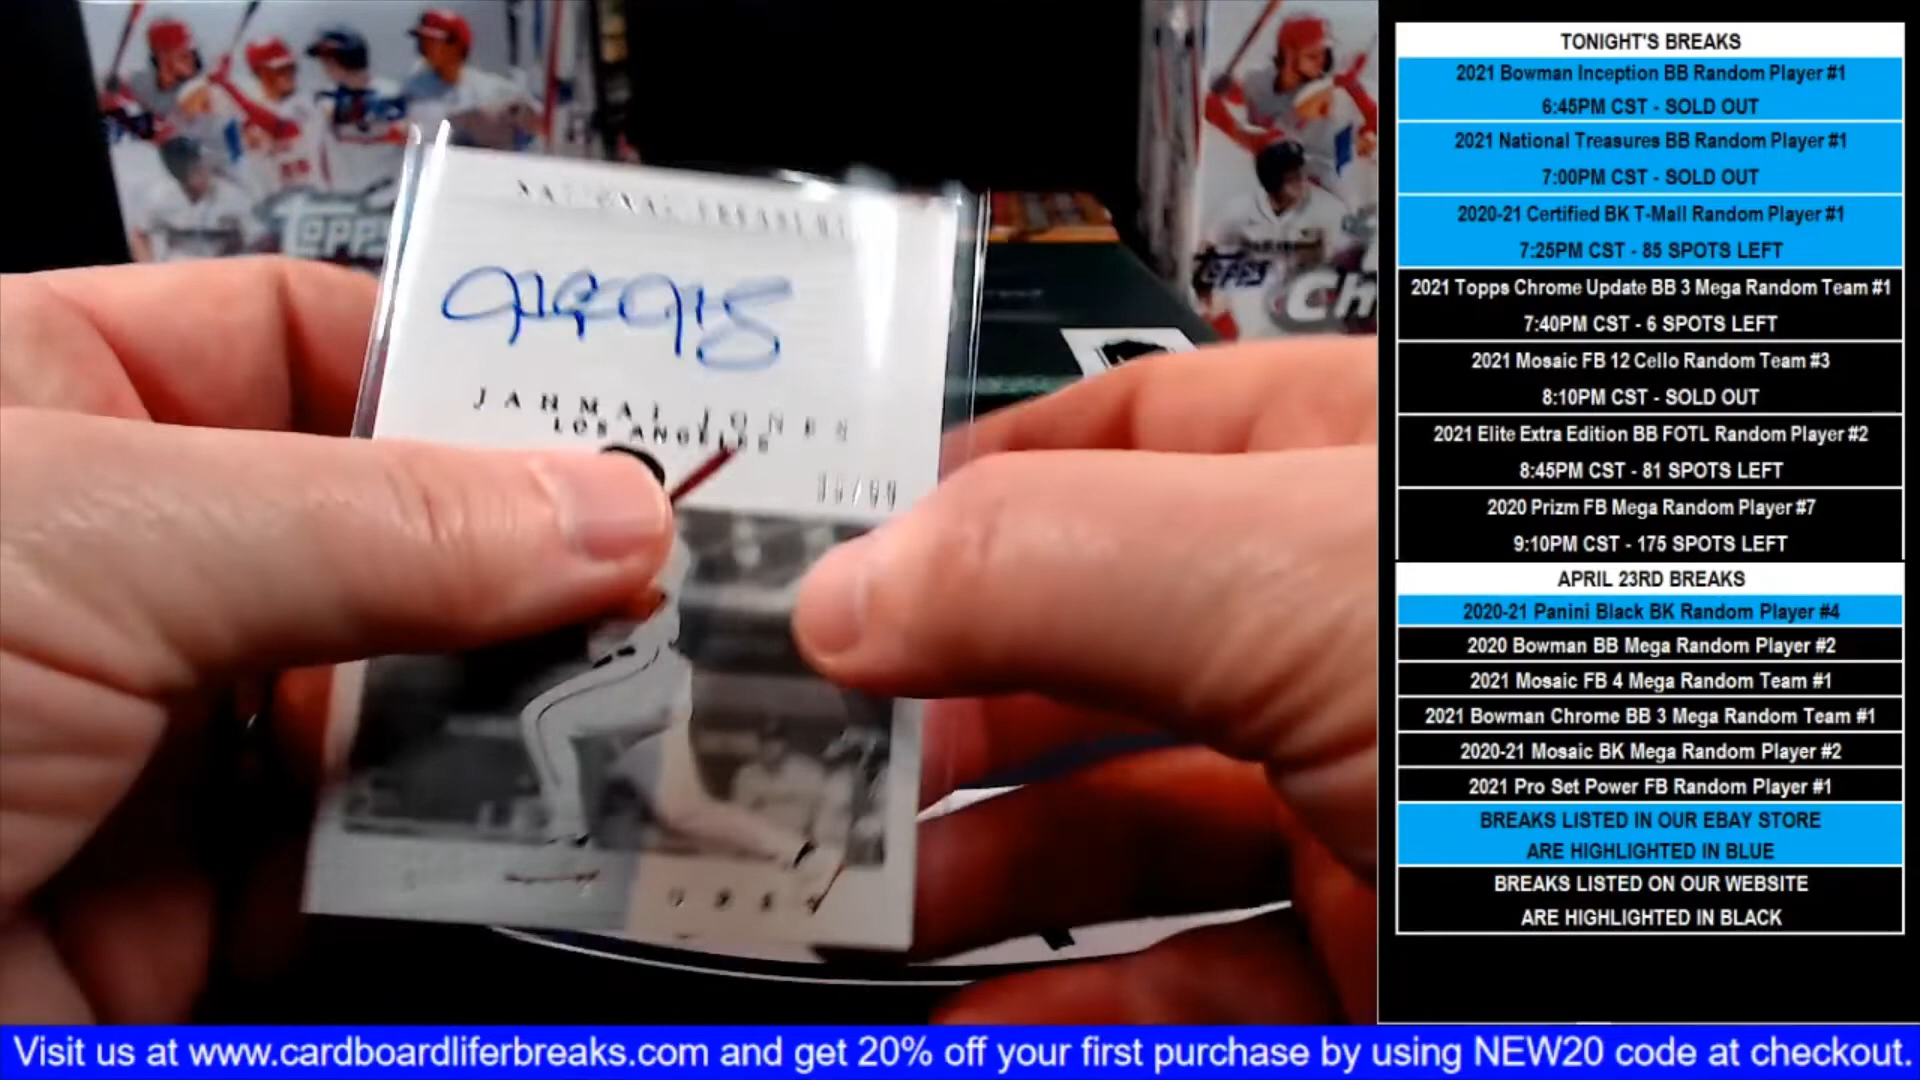 NATIONAL TREASURES
JAHMAI JONES
LOS ANGELES
Topps
Topps
Ch
TONIGHT'S BREAKS
2021 Bowman Inception BB Random Player #1
6:45PM CST - SOLD OUT
2021 National Treasures BB Random Player #1
7:00PM CST - SOLD OUT
2020-21 Certified BK T-Mall Random Player #1
7:25PM CST - 85 SPOTS LEFT
2021 Topps Chrome Update BB 3 Mega Random Team #1
7:40PM CST - 6 SPOTS LEFT
2021 Mosaic FB 12 Cello Random Team #3
8:10PM CST - SOLD OUT
2021 Elite Extra Edition BB FOTL Random Player #2
8:45PM CST - 81 SPOTS LEFT
2020 Prizm FB Mega Random Player #7
9:10PM CST - 175 SPOTS LEFT
APRIL 23RD BREAKS
2020-21 Panini Black BK Random Player #4
2020 Bowman BB Mega Random Player #2
2021 Mosaic FB 4 Mega Random Team #1
2021 Bowman Chrome BB 3 Mega Random Team #1
2020-21 Mosaic BK Mega Random Player #2
2021 Pro Set Power FB Random Player #1
BREAKS LISTED IN OUR EBAY STORE
ARE HIGHLIGHTED IN BLUE
BREAKS LISTED ON OUR WEBSITE
ARE HIGHLIGHTED IN BLACK
Visit us at www.cardboardliferbreaks.com and get 20% off your first purchase by using NEW20 code at checkout.